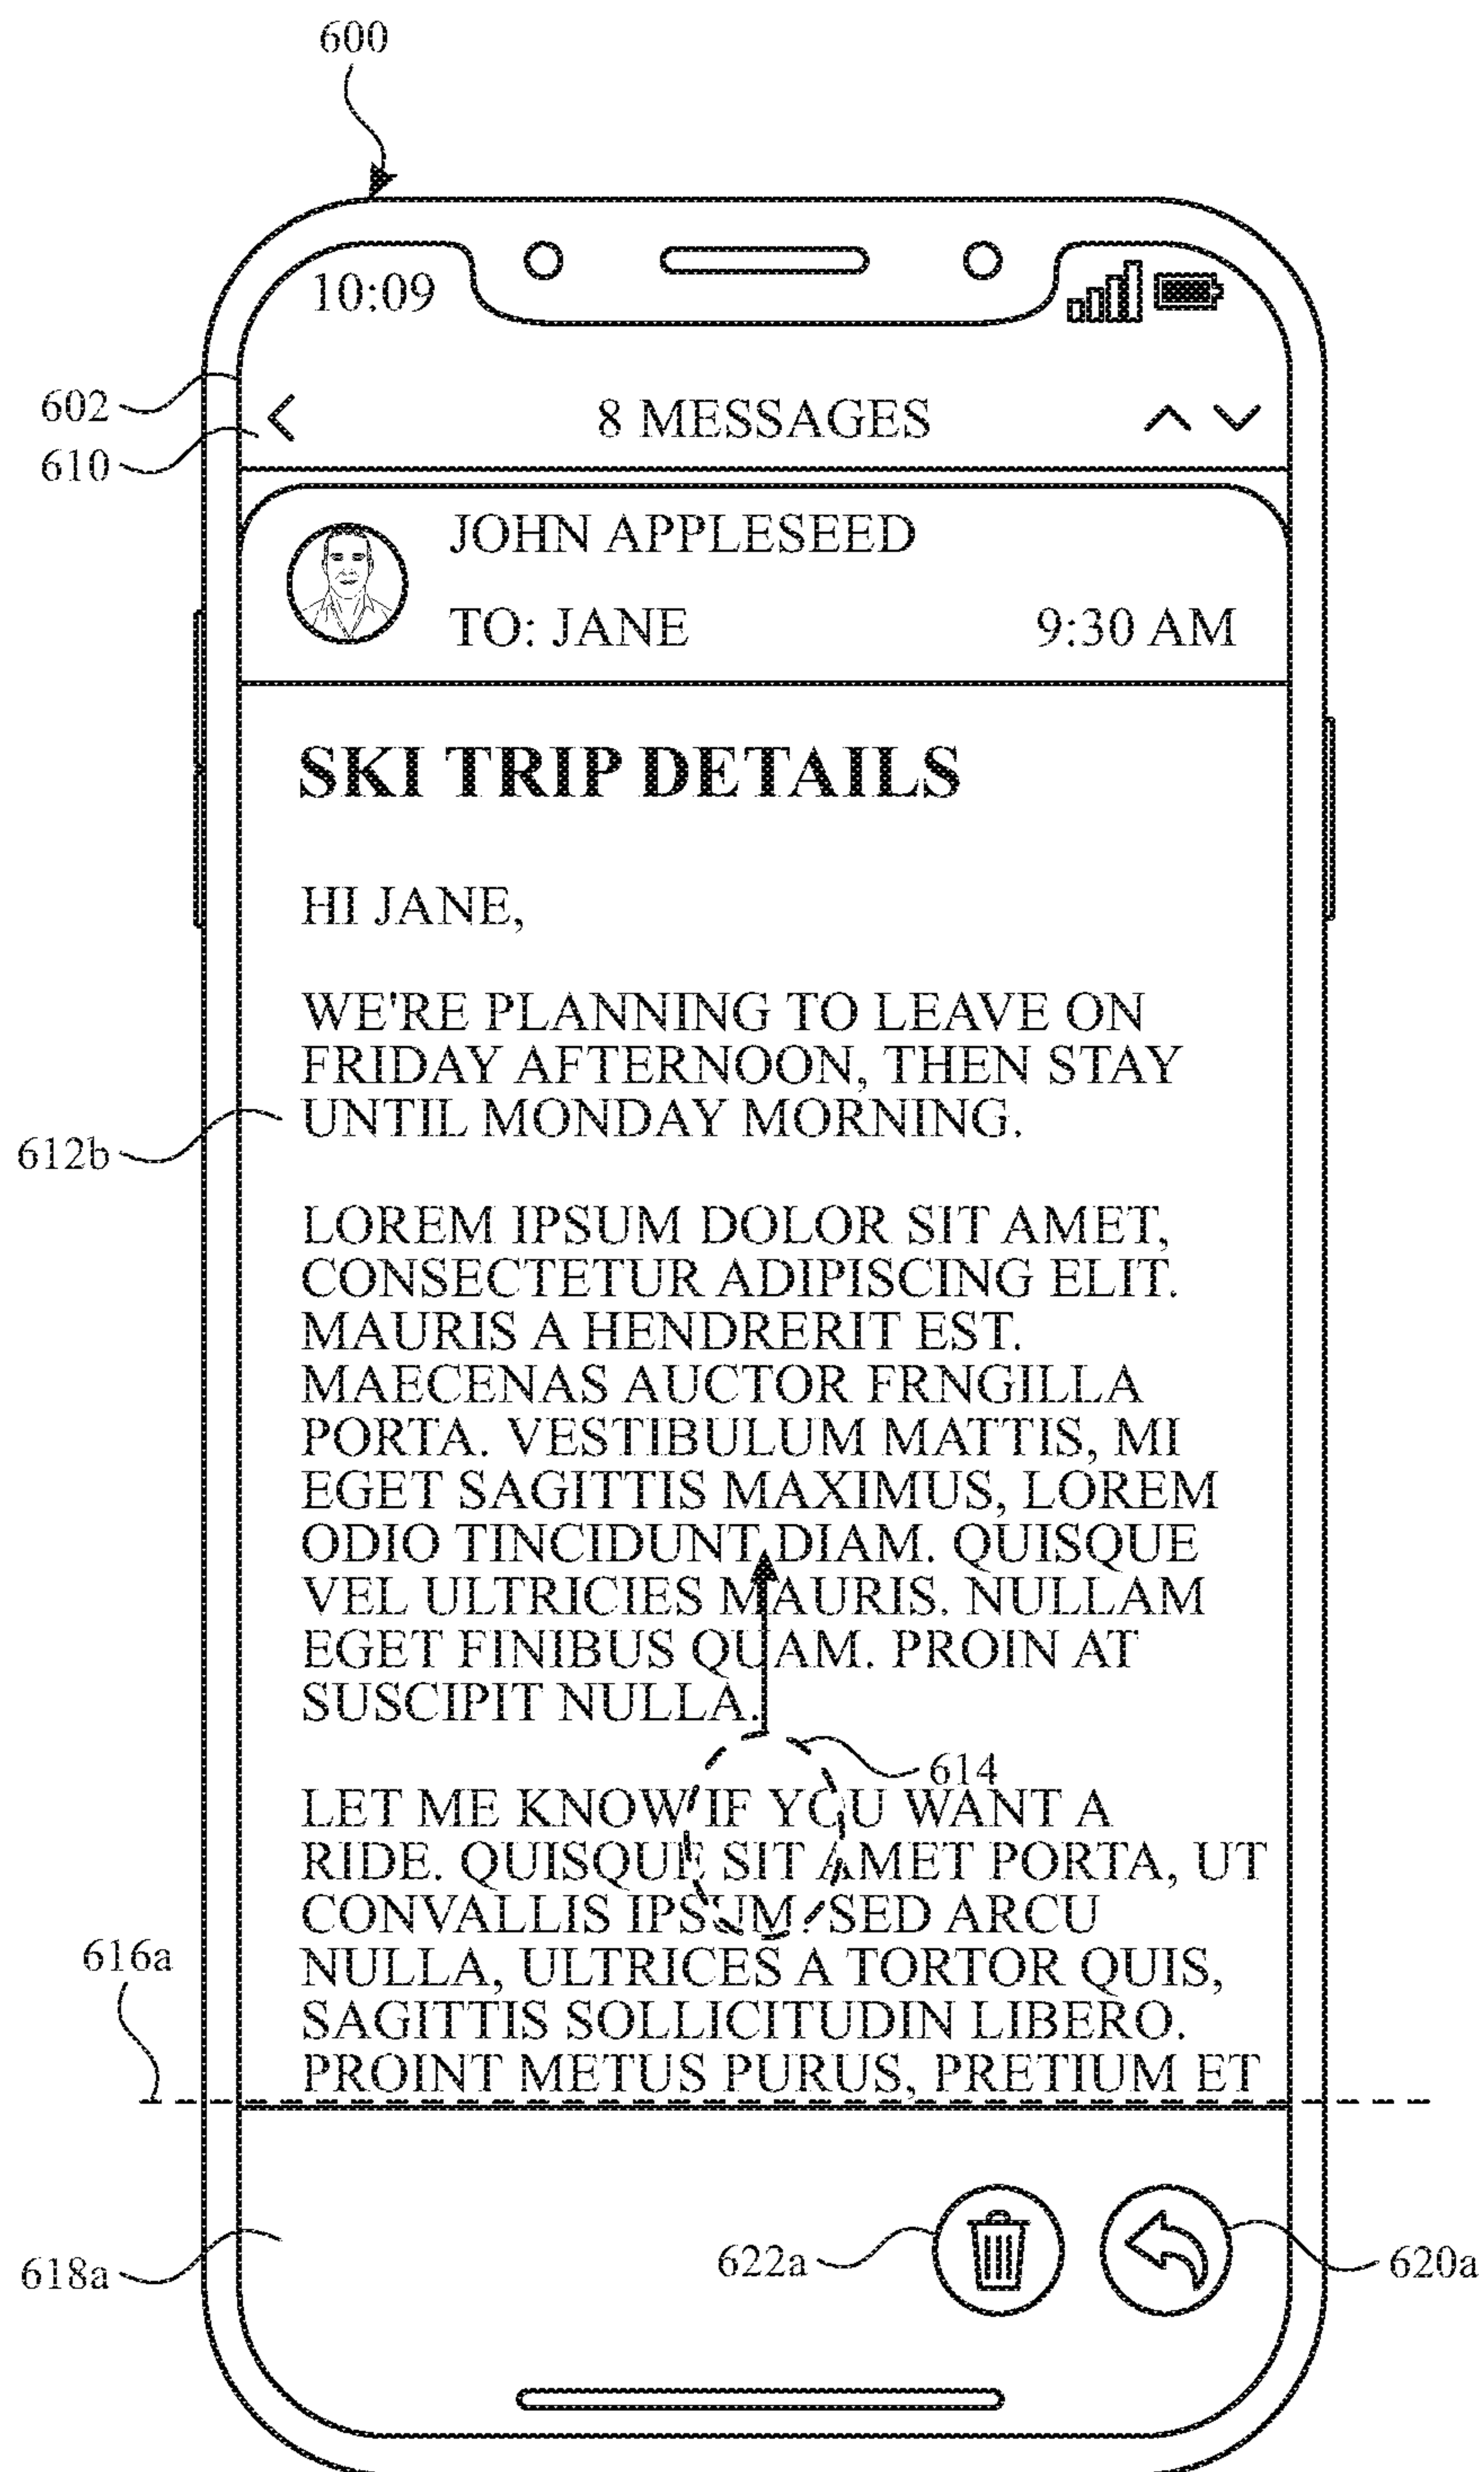 600
10:09
602
8 MESSAGES
610
JOHN APPLESEED
TO: JANE 9:30 AM
SKI TRIP DETAILS
HI JANE,
WE'RE PLANNING TO LEAVE ON
FRIDAY AFTERNOON, THEN STAY
UNTIL MONDAY MORNING.
612b
LOREM IPSUM DOLOR SIT AMET,
CONSECTETUR ADIPISCING ELIT.
MAURIS A HENDRERIT EST.
MAECENAS AUCTOR FRNGILLA
PORTA. VESTIBULUM MATTIS, MI
EGET SAGITTIS MAXIMUS, LOREM
ODIO TINCIDUNT DIAM. QUISQUE
VEL ULTRICIES MAURIS. NULLAM
EGET FINIBUS QUAM. PROIN AT
SUSCIPIT NULLA.
614
LET ME KNOW IF YOU WANT A
RIDE. QUISQUE SIT AMET PORTA, UT
CONVALLIS IPSUM. SED ARCU
NULLA, ULTRICES A TORTOR QUIS,
616a
SAGITTIS SOLLICITUDIN LIBERO.
PROINT METUS PURUS, PRETIUM ET
618a
622a
620a